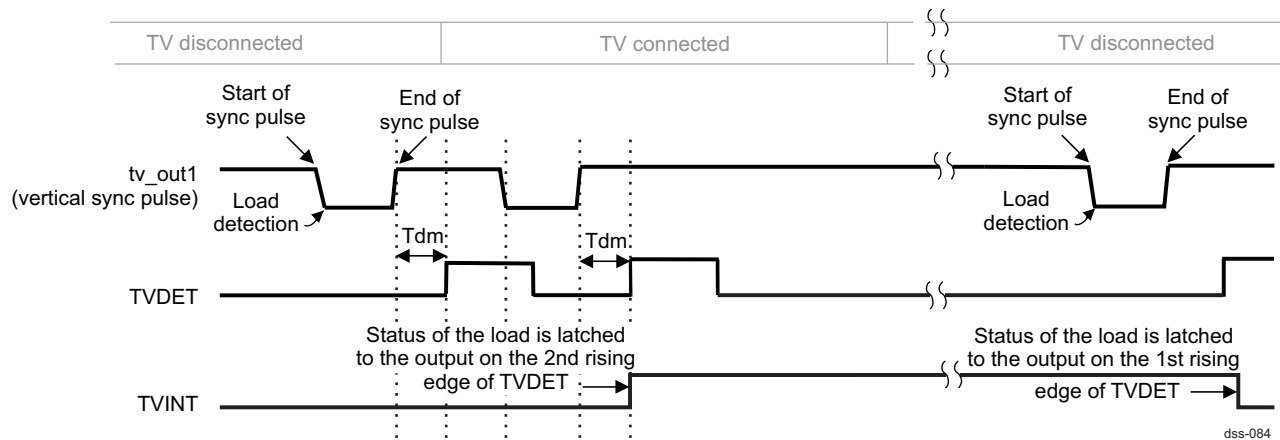 TV disconnected
TV connected
TV disconnected
Start of
sync pulse
End of
sync pulse
Start of
sync pulse
End of
sync pulse
tv_out1
(vertical sync pulse)
Load
detection
Load
detection
Tdm
Tdm
TVDET
Status of the load is latched
to the output on the 2nd rising
edge of TVDET
Status of the load is latched
to the output on the 1st rising
edge of TVDET
TVINT
dss-084